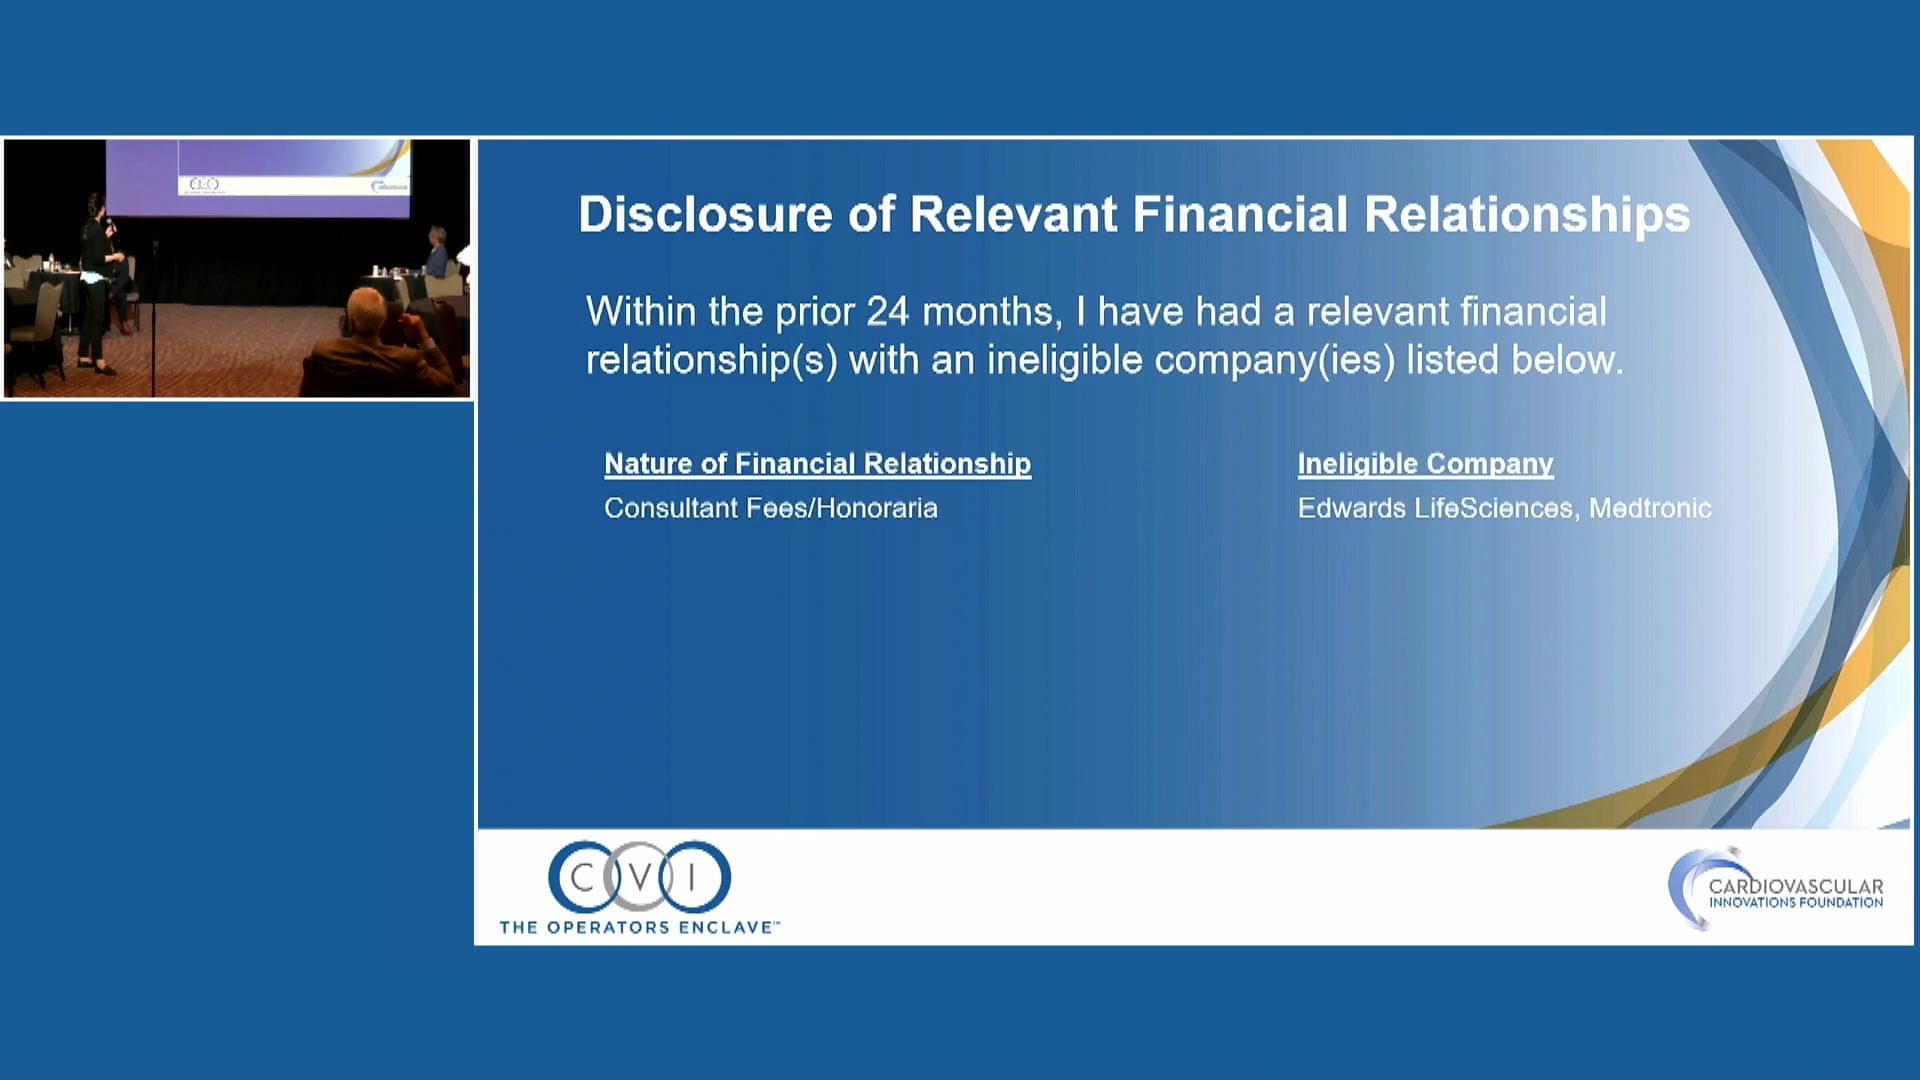 Disclosure of Relevant Financial Relationships
Within the prior 24 months, I have had a relevant financial
relationship(s) with an ineligible company(ies) listed below.
Nature of Financial Relationship
Ineligible Company
Consultant Fees/Honoraria
Edwards LifeSciences, Medtronic
CVI
THE OPERATORS ENCLAVE™
CARDIOVASCULAR
INNOVATIONS FOUNDATION